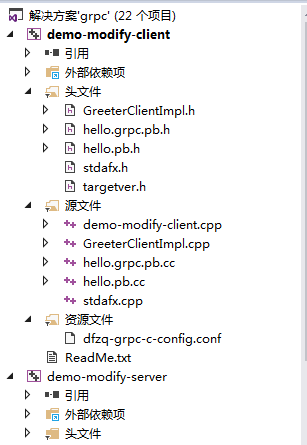 解决方案'grpc' (22 个项目)
demo-modify-client
引用
外部依赖项
头文件
GreeterClientImpl.h
hello.grpc.pb.h
hello.pb.h
stdafx.h
targetver.h
源文件
demo-modify-client.cpp
GreeterClientImpl.cpp
hello.grpc.pb.cc
hello.pb.cc
stdafx.cpp
资源文件
dfzq-grpc-c-config.conf
ReadMe.txt
demo-modify-server
引用
外部依赖项
头文件